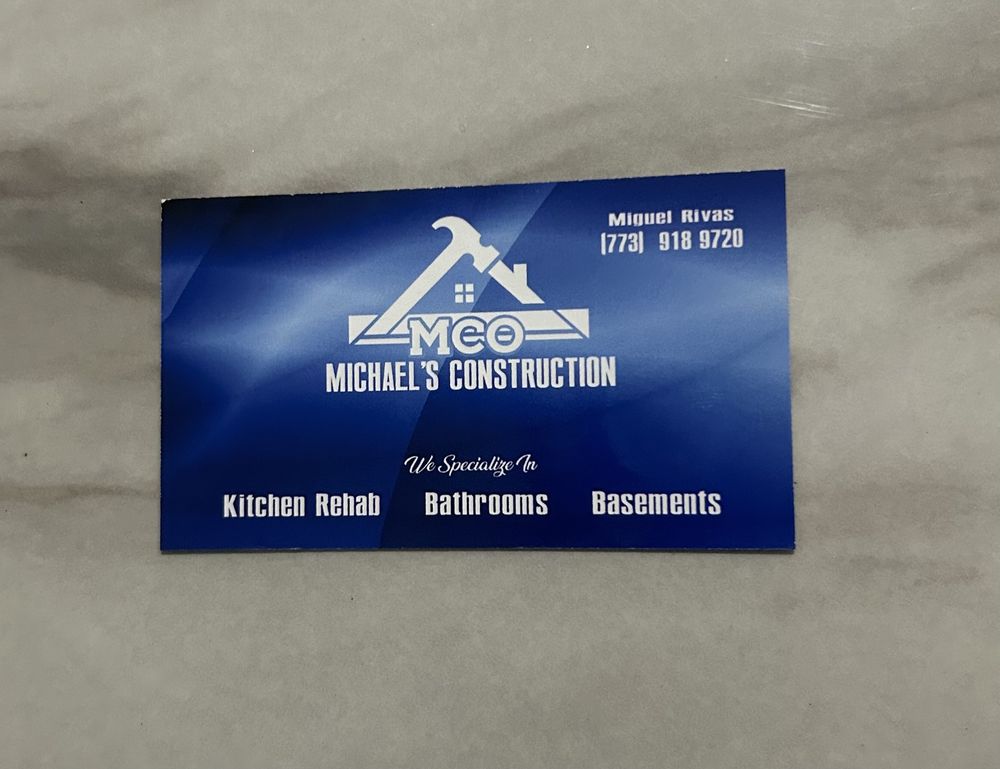 Miguel Rivas
(773) 918 9720
MCO
MICHAEL'S CONSTRUCTION
We Specialize In
Kitchen Rehab Bathrooms Basements